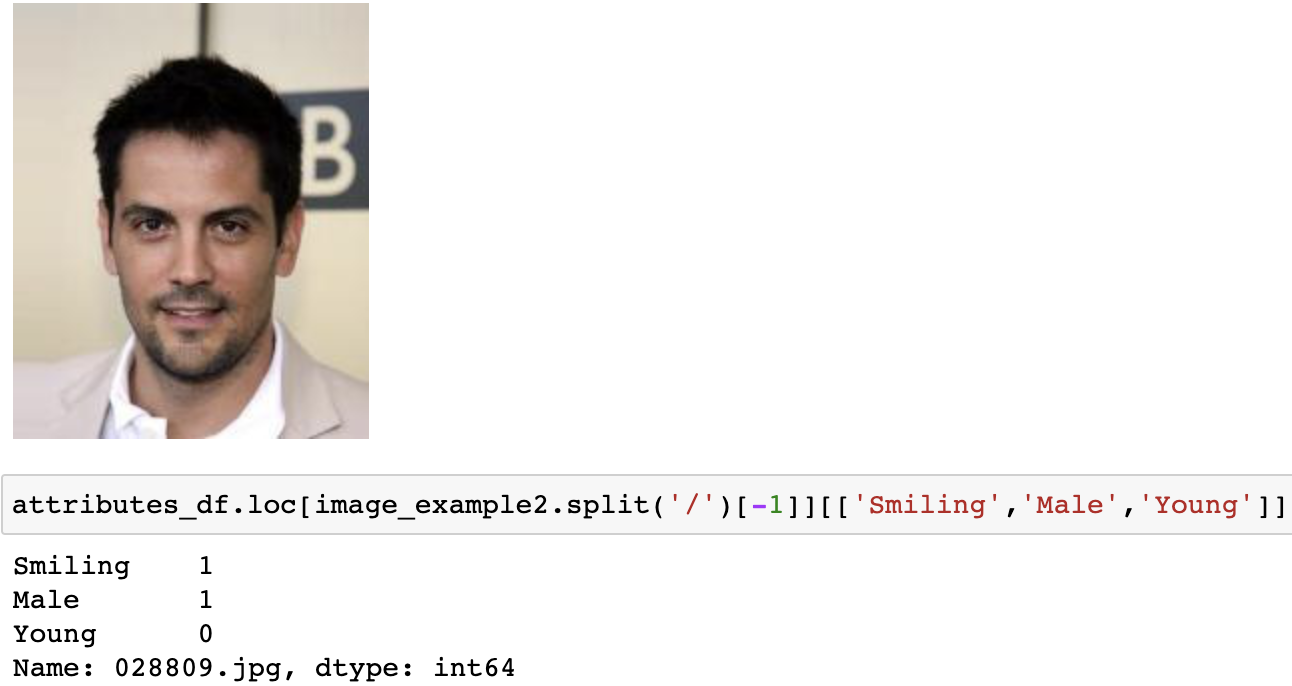 B
attributes_df.loc[image_example2.split('/')[-1]][['Smiling','Male','Young']]
Smiling    1
Male       1
Young      0
Name: 028809.jpg, dtype: int64